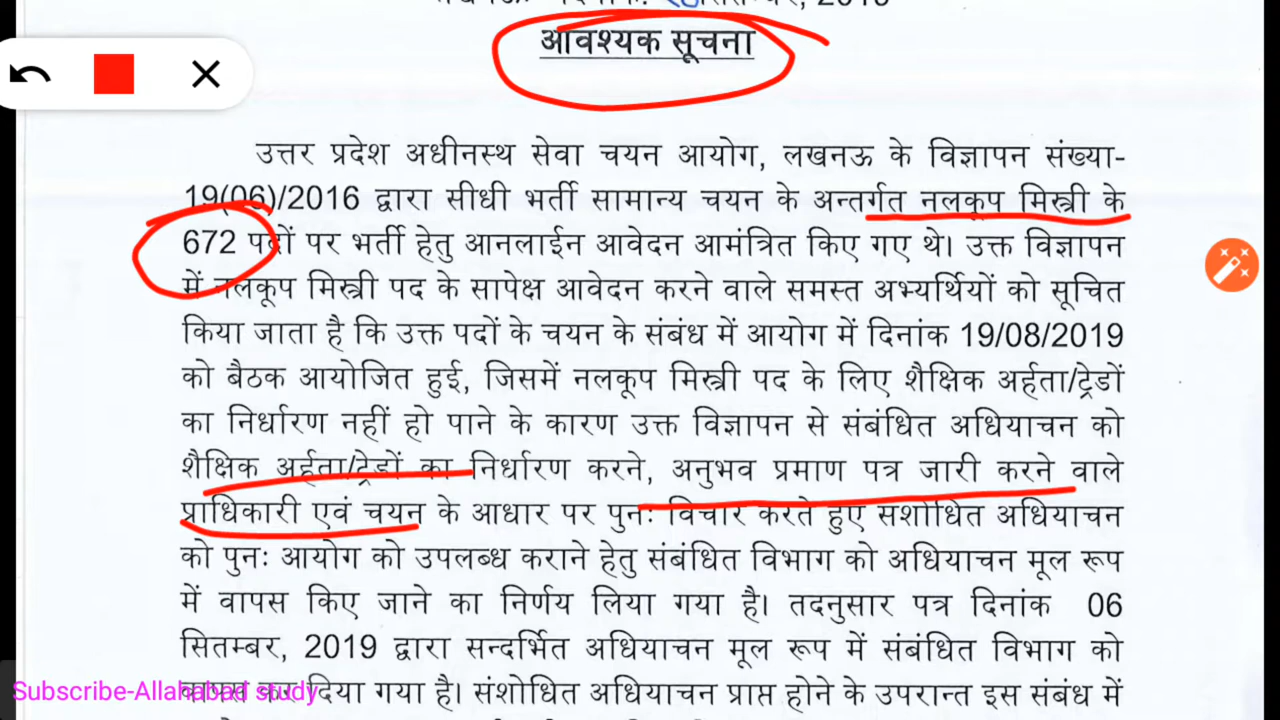 आवश्यक सूचना
उत्तर प्रदेश अधीनस्थ सेवा चयन आयोग, लखनऊ के विज्ञापन संख्या-
19(06)/2016 द्वारा सीधी भर्ती सामान्य चयन के अन्तर्गत नलकूप मिस्त्री के
672 पदों पर भर्ती हेतु आनलाईन आवेदन आमंत्रित किए गए थे। उक्त विज्ञापन
में नलकूप मिस्त्री पद के सापेक्ष आवेदन करने वाले समस्त अभ्यर्थियों को सूचित
किया जाता है कि उक्त पदों के चयन के संबंध में आयोग में दिनांक 19/08/2019
को बैठक आयोजित हुई, जिसमें नलकूप मिस्त्री पद के लिए शैक्षिक अर्हता/ट्रेडों
का निर्धारण नहीं हो पाने के कारण उक्त विज्ञापन से संबंधित अधियाचन को
शैक्षिक अर्हता/ट्रेडों का निर्धारण करने, अनुभव प्रमाण पत्र जारी करने वाले
प्राधिकारी एवं चयन के आधार पर पुनः विचार करते हुए सशोधित अधियाचन
को पुनः आयोग को उपलब्ध कराने हेतु संबंधित विभाग को अधियाचन मूल रूप
में वापस किए जाने का निर्णय लिया गया है। तदनुसार पत्र दिनांक 06
सितम्बर, 2019 द्वारा सन्दर्भित अधियाचन मूल रूप में संबंधित विभाग को
वापस कर दिया गया है। संशोधित अधियाचन प्राप्त होने के उपरान्त इस संबंध में
Subscribe-Allahabad study